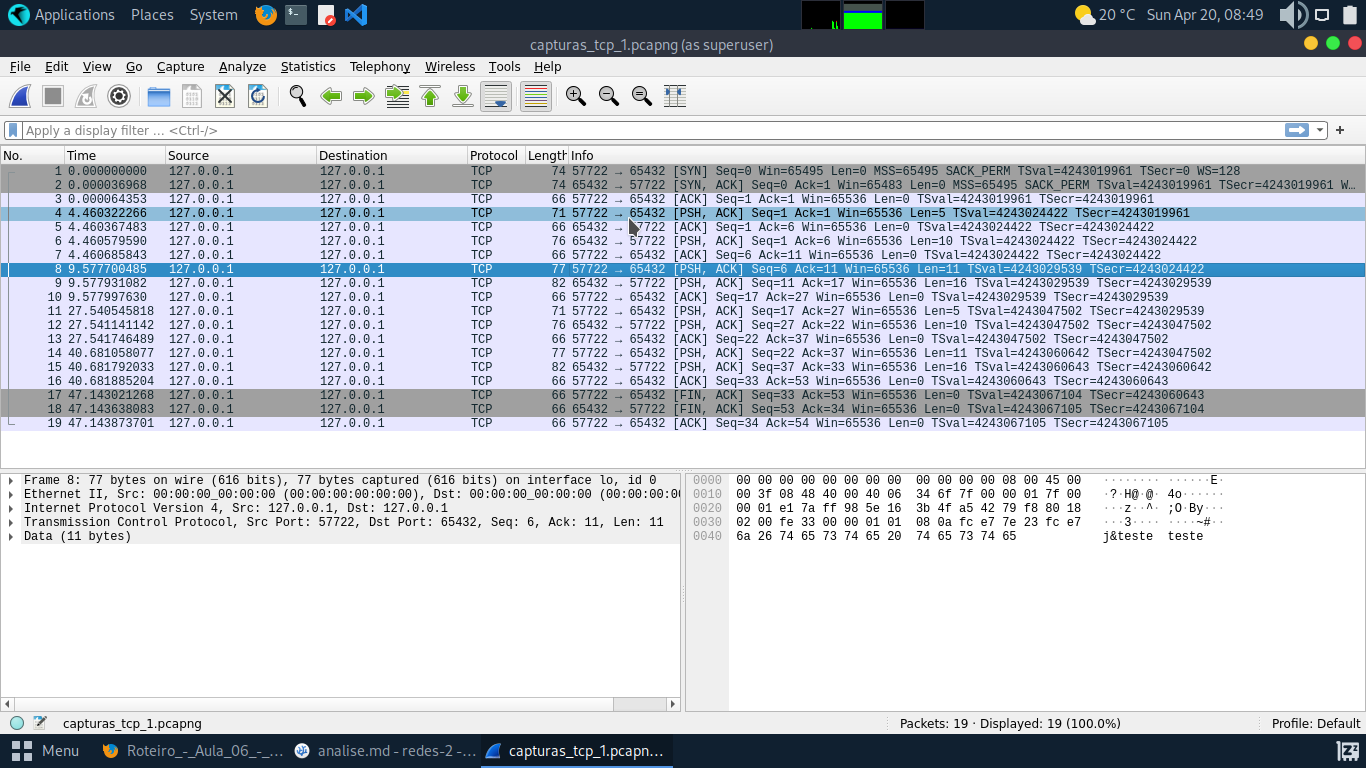 Applications Places System 20 °C Sun Apr 20, 08:49
capturas_tcp_1.pcapng (as superuser)
File Edit View Go Capture Analyze Statistics Telephony Wireless Tools Help
Apply a display filter … <Ctrl-/>
No. Time Source Destination Protocol Length Info
1 0.000000000 127.0.0.1 127.0.0.1 TCP 74 57722 → 65432 [SYN] Seq=0 Win=65495 Len=0 MSS=65495 SACK_PERM TSval=4243019961 TSecr=0 WS=128
2 0.000036968 127.0.0.1 127.0.0.1 TCP 74 65432 → 57722 [SYN, ACK] Seq=0 Ack=1 Win=65483 Len=0 MSS=65495 SACK_PERM TSval=4243019961 TSecr=4243019961 W…
3 0.000064353 127.0.0.1 127.0.0.1 TCP 66 57722 → 65432 [ACK] Seq=1 Ack=1 Win=65536 Len=0 TSval=4243019961 TSecr=4243019961
4 4.460322266 127.0.0.1 127.0.0.1 TCP 71 57722 → 65432 [PSH, ACK] Seq=1 Ack=1 Win=65536 Len=5 TSval=4243024422 TSecr=4243019961
5 4.460367483 127.0.0.1 127.0.0.1 TCP 66 65432 → 57722 [ACK] Seq=1 Ack=6 Win=65536 Len=0 TSval=4243024422 TSecr=4243024422
6 4.460579590 127.0.0.1 127.0.0.1 TCP 76 65432 → 57722 [PSH, ACK] Seq=1 Ack=6 Win=65536 Len=10 TSval=4243024422 TSecr=4243024422
7 4.460685843 127.0.0.1 127.0.0.1 TCP 66 57722 → 65432 [ACK] Seq=6 Ack=11 Win=65536 Len=0 TSval=4243024422 TSecr=4243024422
8 9.577700485 127.0.0.1 127.0.0.1 TCP 77 57722 → 65432 [PSH, ACK] Seq=6 Ack=11 Win=65536 Len=11 TSval=4243029539 TSecr=4243024422
9 9.577931082 127.0.0.1 127.0.0.1 TCP 82 65432 → 57722 [PSH, ACK] Seq=11 Ack=17 Win=65536 Len=16 TSval=4243029539 TSecr=4243029539
10 9.577997630 127.0.0.1 127.0.0.1 TCP 66 57722 → 65432 [ACK] Seq=17 Ack=27 Win=65536 Len=0 TSval=4243029539 TSecr=4243029539
11 27.540545818 127.0.0.1 127.0.0.1 TCP 71 57722 → 65432 [PSH, ACK] Seq=17 Ack=27 Win=65536 Len=5 TSval=4243047502 TSecr=4243029539
12 27.541141142 127.0.0.1 127.0.0.1 TCP 76 65432 → 57722 [PSH, ACK] Seq=27 Ack=22 Win=65536 Len=10 TSval=4243047502 TSecr=4243047502
13 27.541746489 127.0.0.1 127.0.0.1 TCP 66 57722 → 65432 [ACK] Seq=22 Ack=37 Win=65536 Len=0 TSval=4243047502 TSecr=4243047502
14 40.681058077 127.0.0.1 127.0.0.1 TCP 77 57722 → 65432 [PSH, ACK] Seq=22 Ack=37 Win=65536 Len=11 TSval=4243060642 TSecr=4243047502
15 40.681792033 127.0.0.1 127.0.0.1 TCP 82 65432 → 57722 [PSH, ACK] Seq=37 Ack=33 Win=65536 Len=16 TSval=4243060643 TSecr=4243060642
16 40.681885204 127.0.0.1 127.0.0.1 TCP 66 57722 → 65432 [ACK] Seq=33 Ack=53 Win=65536 Len=0 TSval=4243060643 TSecr=4243060643
17 47.143021268 127.0.0.1 127.0.0.1 TCP 66 57722 → 65432 [FIN, ACK] Seq=33 Ack=53 Win=65536 Len=0 TSval=4243067104 TSecr=4243060643
18 47.143638083 127.0.0.1 127.0.0.1 TCP 66 65432 → 57722 [FIN, ACK] Seq=53 Ack=34 Win=65536 Len=0 TSval=4243067105 TSecr=4243067104
19 47.143873701 127.0.0.1 127.0.0.1 TCP 66 57722 → 65432 [ACK] Seq=34 Ack=54 Win=65536 Len=0 TSval=4243067105 TSecr=4243067105
Frame 8: 77 bytes on wire (616 bits), 77 bytes captured (616 bits) on interface lo, id 0
Ethernet II, Src: 00:00:00_00:00:00 (00:00:00:00:00:00), Dst: 00:00:00_00:00:00 (00:00:00:00
Internet Protocol Version 4, Src: 127.0.0.1, Dst: 127.0.0.1
Transmission Control Protocol, Src Port: 57722, Dst Port: 65432, Seq: 6, Ack: 11, Len: 11
Data (11 bytes)
0000 00 00 00 00 00 00 00 00 00 00 00 00 08 00 45 00 ········ ······E·
0010 00 3f 08 48 40 00 40 06 34 6f 7f 00 00 01 7f 00 ·?·H@·@· 4o······
0020 00 01 e1 7a ff 98 5e 16 3b 4f a5 42 79 f8 80 18 ···z··^· ;O·By···
0030 02 00 fe 33 00 00 01 01 08 0a fc e7 7e 23 fc e7 ···3···· ····~#··
0040 6a 26 74 65 73 74 65 20 74 65 73 74 65 j&teste teste
capturas_tcp_1.pcapng Packets: 19 · Displayed: 19 (100.0%) Profile: Default
Menu Roteiro_-_Aula_06_-_-... analise.md - redes-2 -... capturas_tcp_1.pcapn...